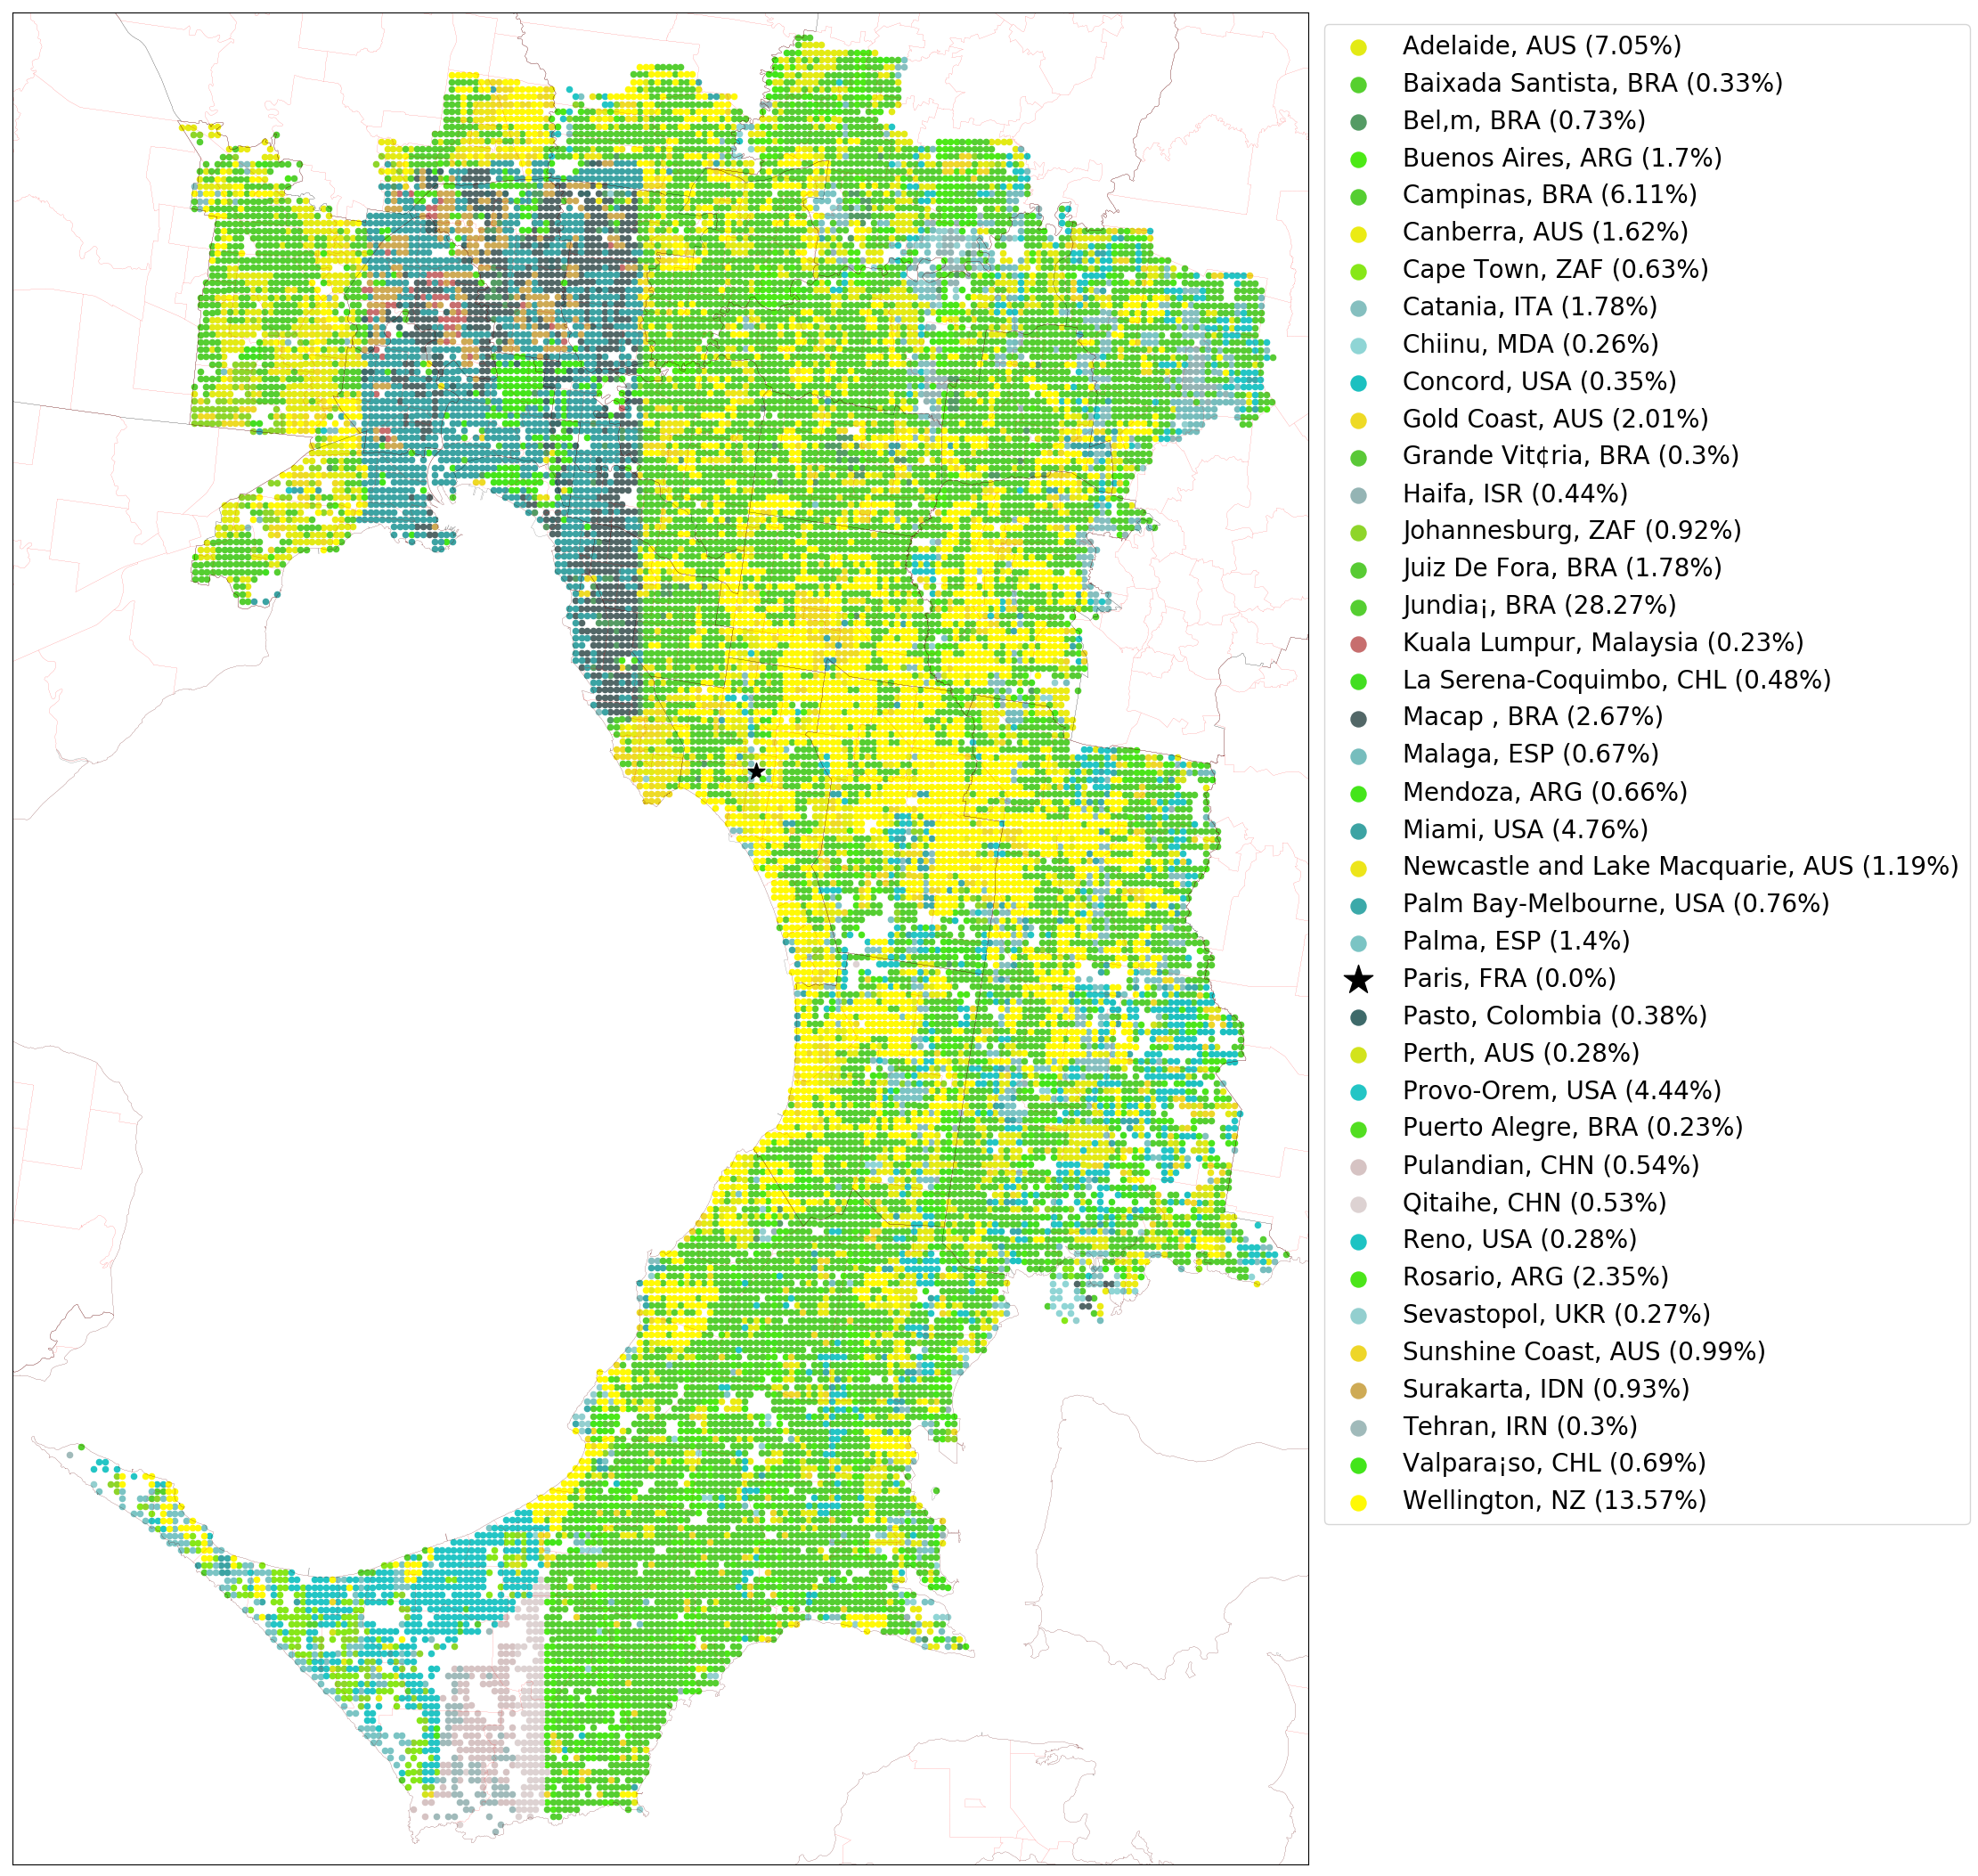 Adelaide, AUS (7.05%)
Baixada Santista, BRA (0.33%)
Bel,m, BRA (0.73%)
Buenos Aires, ARG (1.7%)
Campinas, BRA (6.11%)
Canberra, AUS (1.62%)
Cape Town, ZAF (0.63%)
Catania, ITA (1.78%)
Chiinu, MDA (0.26%)
Concord, USA (0.35%)
Gold Coast, AUS (2.01%)
Grande Vit¢ria, BRA (0.3%)
Haifa, ISR (0.44%)
Johannesburg, ZAF (0.92%)
Juiz De Fora, BRA (1.78%)
Jundia¡, BRA (28.27%)
Kuala Lumpur, Malaysia (0.23%)
La Serena-Coquimbo, CHL (0.48%)
Macap , BRA (2.67%)
Malaga, ESP (0.67%)
Mendoza, ARG (0.66%)
Miami, USA (4.76%)
Newcastle and Lake Macquarie, AUS (1.19%)
Palm Bay-Melbourne, USA (0.76%)
Palma, ESP (1.4%)
Paris, FRA (0.0%)
Pasto, Colombia (0.38%)
Perth, AUS (0.28%)
Provo-Orem, USA (4.44%)
Puerto Alegre, BRA (0.23%)
Pulandian, CHN (0.54%)
Qitaihe, CHN (0.53%)
Reno, USA (0.28%)
Rosario, ARG (2.35%)
Sevastopol, UKR (0.27%)
Sunshine Coast, AUS (0.99%)
Surakarta, IDN (0.93%)
Tehran, IRN (0.3%)
Valpara¡so, CHL (0.69%)
Wellington, NZ (13.57%)